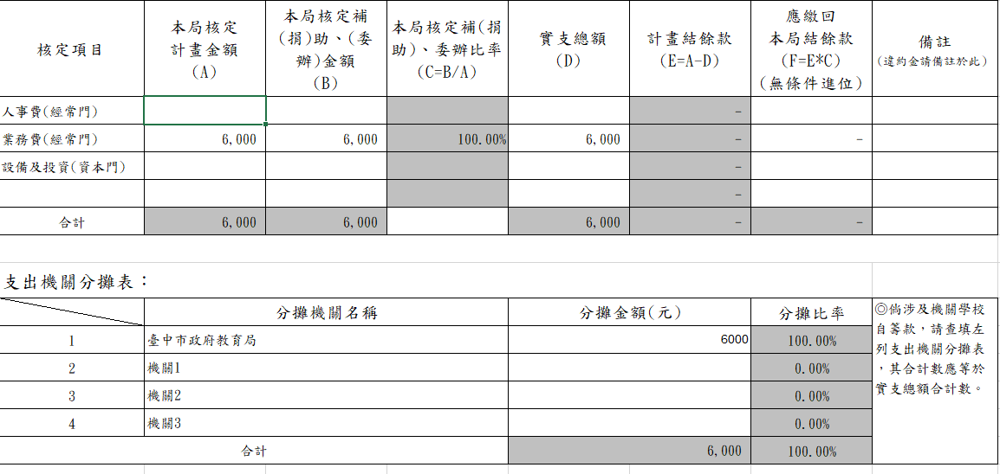 核定項目
本局核定
計畫金額
(A)
本局核定補
(捐)助、(委
辦)金額
(B)
本局核定補(捐
助)、委辦比率
(C=B/A)
實支總額
(D)
計畫結餘款
(E=A-D)
應繳回
本局結餘款
(F=E*C)
(無條件進位)
備註
(違約金請備註於此)
人事費(經常門) -
業務費(經常門) 6,000 6,000 100.00% 6,000 - -
設備及投資(資本門) -
-
合計 6,000 6,000 6,000 - -
支出機關分攤表：
分攤機關名稱 分攤金額(元) 分攤比率
1 臺中市政府教育局 6000 100.00%
2 機關1 0.00%
3 機關2 0.00%
4 機關3 0.00%
合計 6,000 100.00%
◎倘涉及機關學校
自籌款，請查填左
列支出機關分攤表
，其合計數應等於
實支總額合計數。